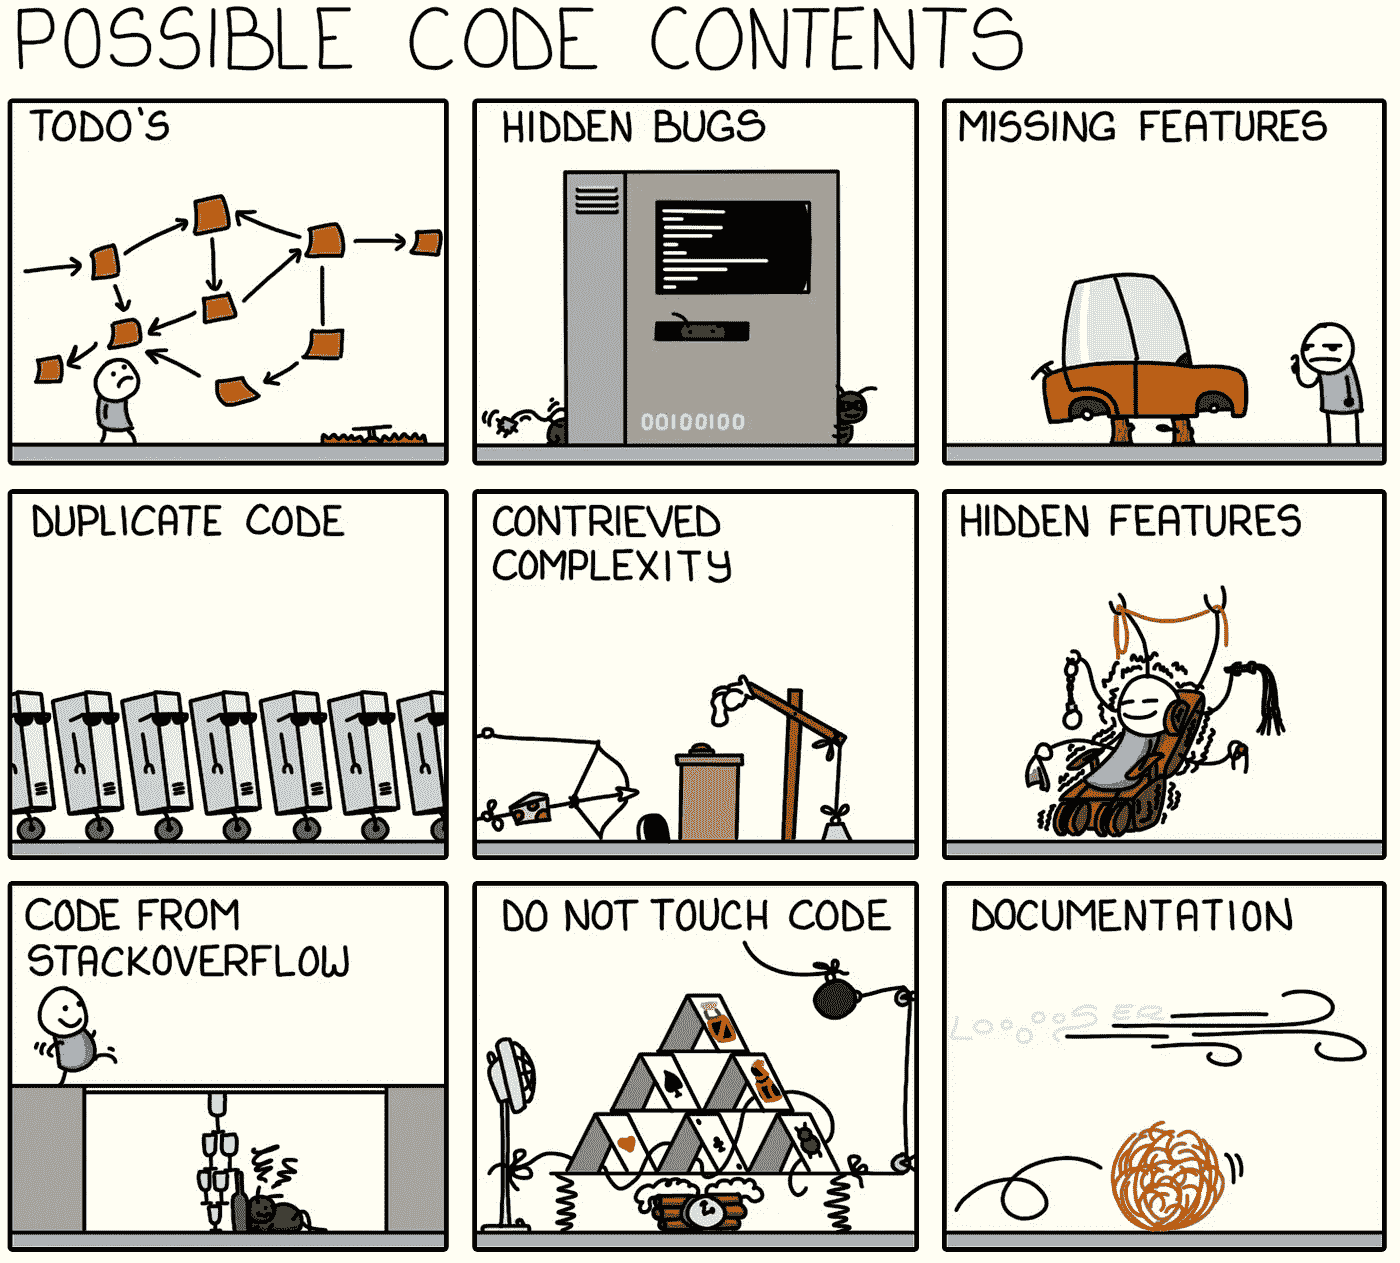 POSSIBLE CODE CONTENTS
TODO'S
HIDDEN BUGS
MISSING FEATURES
00100100
DUPLICATE CODE
CONTRIEVED
COMPLEXITY
HIDDEN FEATURES
CODE FROM
STACKOVERFLOW
DO NOT TOUCH CODE
DOCUMENTATION
LOOOOSER